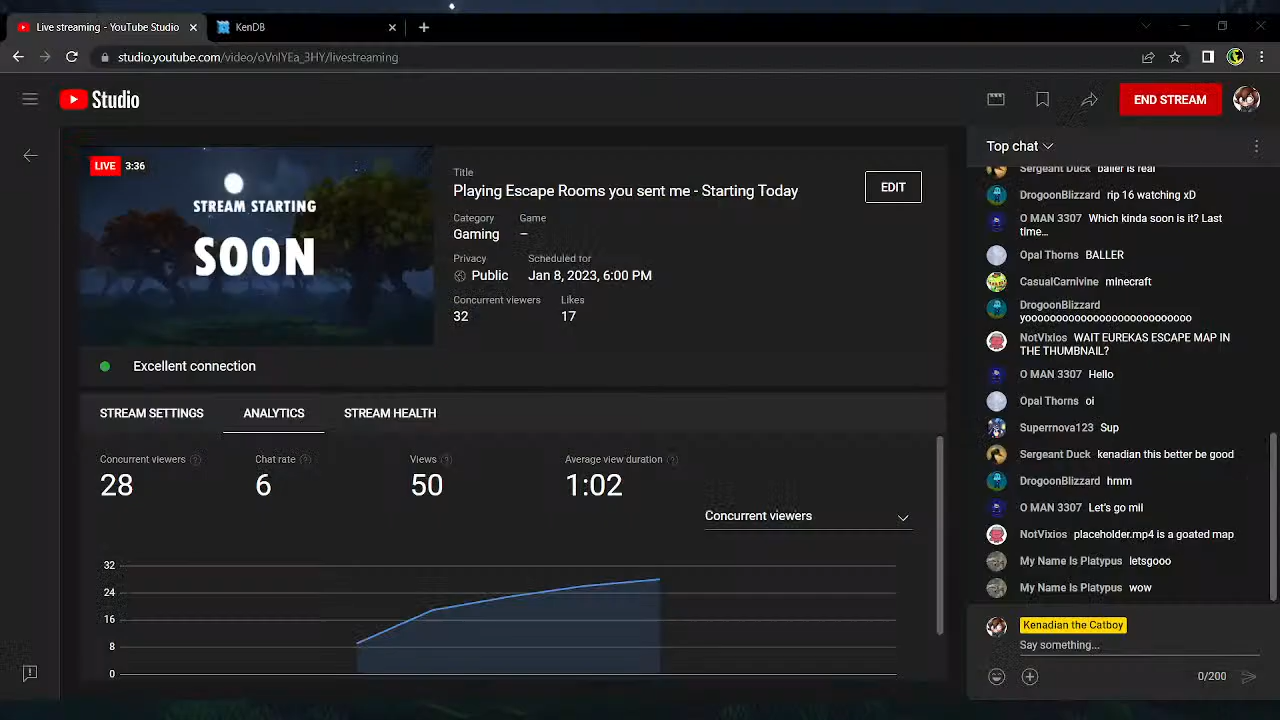 Live streaming - YouTube Studio
KenDB
studio.youtube.com/video/oVnIYEa_3HY/livestreaming
Studio
END STREAM
LIVE 3:36
STREAM STARTING
SOON
Title
Playing Escape Rooms you sent me - Starting Today
EDIT
Category Game
Gaming –
Privacy Scheduled for
Public Jan 8, 2023, 6:00 PM
Concurrent viewers Likes
32 17
Excellent connection
STREAM SETTINGS ANALYTICS STREAM HEALTH
Concurrent viewers Chat rate Views Average view duration
28 6 50 1:02
Concurrent viewers
32
24
16
8
0
Top chat
Sergeant Duck baller is real
DrogoonBlizzard rip 16 watching xD
O MAN 3307 Which kinda soon is it? Last
time...
Opal Thorns BALLER
CasualCarnivine minecraft
DrogoonBlizzard
NotVixios WAIT EUREKAS ESCAPE MAP IN
THE THUMBNAIL?
O MAN 3307 Hello
Opal Thorns oi
Superrnova123 Sup
Sergeant Duck kenadian this better be good
DrogoonBlizzard hmm
O MAN 3307 Let's go mil
NotVixios placeholder.mp4 is a goated map
My Name Is Platypus letsgooo
My Name Is Platypus wow
Kenadian the Catboy
Say something...
0/200